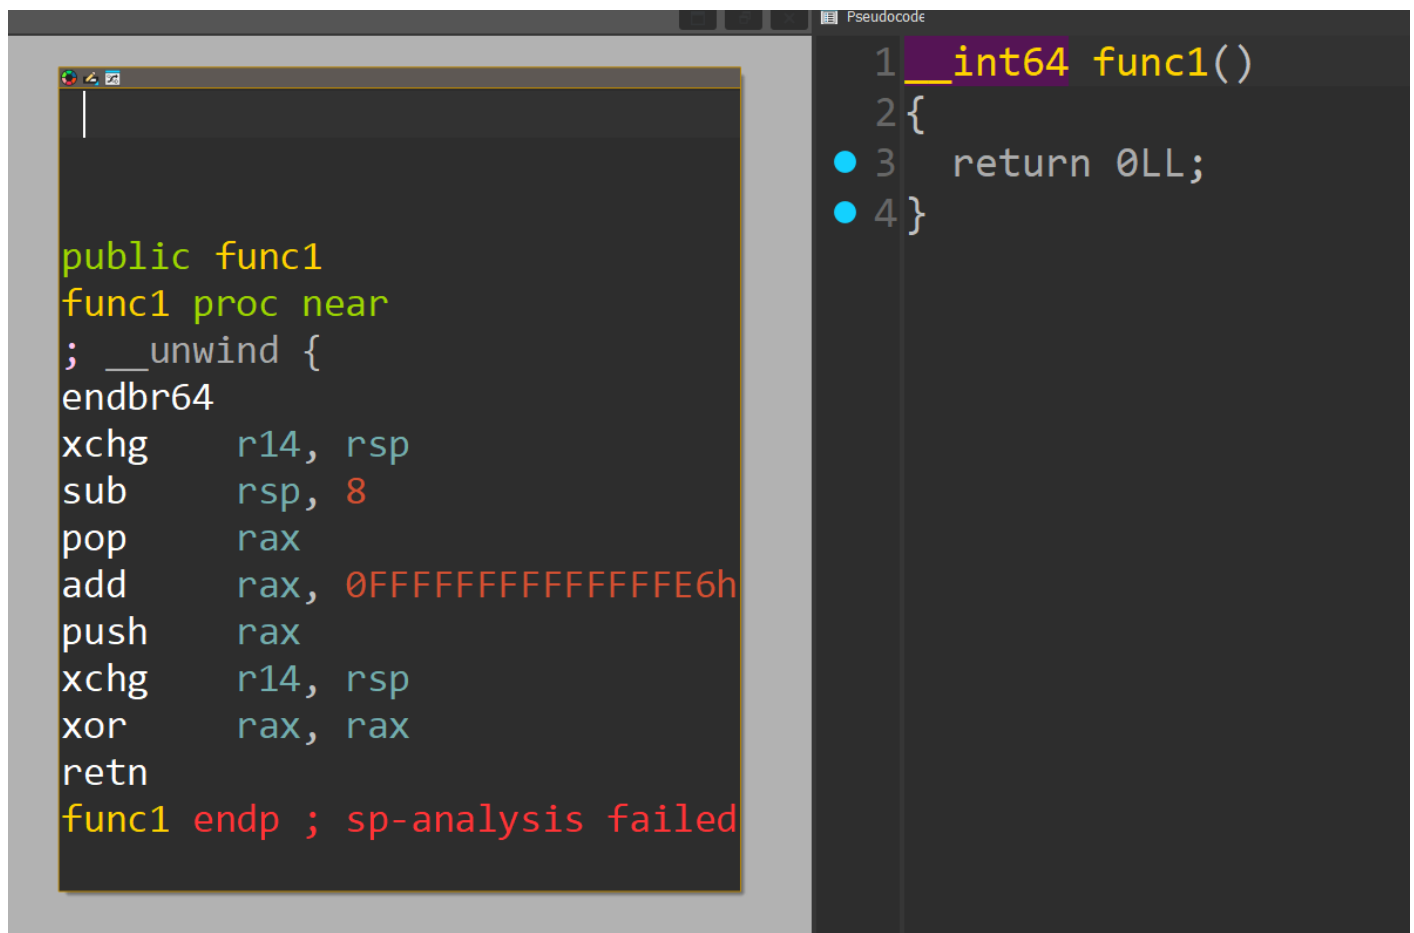 Pseudocode
public func1
func1 proc near
; __unwind {
endbr64
xchg r14, rsp
sub rsp, 8
pop rax
add rax, 0FFFFFFFFFFFFFFE6h
push rax
xchg r14, rsp
xor rax, rax
retn
func1 endp ; sp-analysis failed
1 __int64 func1()
2 {
3 return 0LL;
4 }